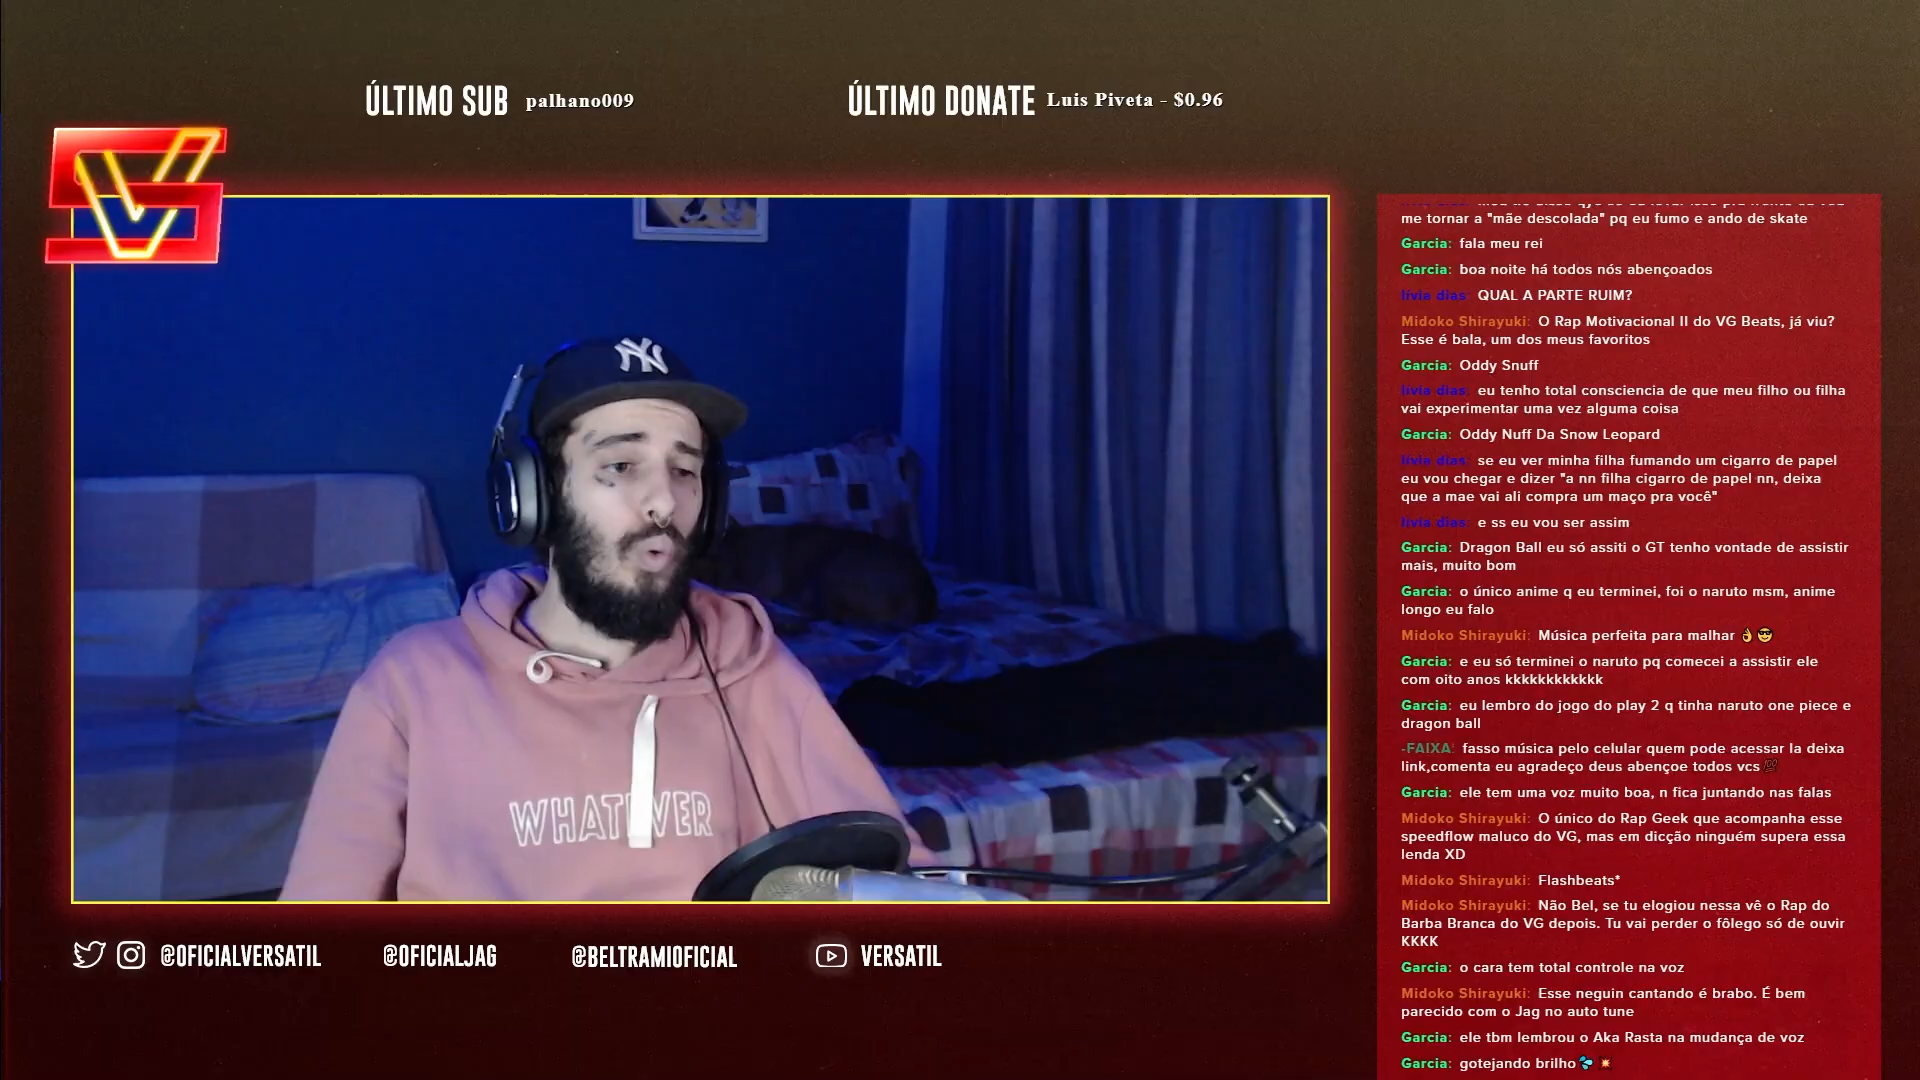 ÚLTIMO SUB palhano009
ÚLTIMO DONATE Luis Piveta - $0.96
SV
NY
WHATEVER
@OFICIALVERSATIL
@OFICIALJAG
@BELTRAMIOFICIAL
VERSATIL
me tornar a "mãe descolada" pq eu fumo e ando de skate
Garcia: fala meu rei
Garcia: boa noite há todos nós abençoados
lívia dias: QUAL A PARTE RUIM?
Midoko Shirayuki: O Rap Motivacional II do VG Beats, já viu?
Esse é bala, um dos meus favoritos
Garcia: Oddy Snuff
lívia dias: eu tenho total consciencia de que meu filho ou filha
vai experimentar uma vez alguma coisa
Garcia: Oddy Nuff Da Snow Leopard
lívia dias: se eu ver minha filha fumando um cigarro de papel
eu vou chegar e dizer "a nn filha cigarro de papel nn, deixa
que a mae vai ali compra um maço pra você"
lívia dias: e ss eu vou ser assim
Garcia: Dragon Ball eu só assiti o GT tenho vontade de assistir
mais, muito bom
Garcia: o único anime q eu terminei, foi o naruto msm, anime
longo eu falo
Midoko Shirayuki: Música perfeita para malhar 👌😎
Garcia: e eu só terminei o naruto pq comecei a assistir ele
com oito anos kkkkkkkkkkk
Garcia: eu lembro do jogo do play 2 q tinha naruto one piece e
dragon ball
-FAIXA: fasso música pelo celular quem pode acessar la deixa
link,comenta eu agradeço deus abençoe todos vcs💯
Garcia: ele tem uma voz muito boa, n fica juntando nas falas
Midoko Shirayuki: O único do Rap Geek que acompanha esse
speedflow maluco do VG, mas em dicção ninguém supera essa
lenda XD
Midoko Shirayuki: Flashbeats*
Midoko Shirayuki: Não Bel, se tu elogiou nessa vê o Rap do
Barba Branca do VG depois. Tu vai perder o fôlego só de ouvir
KKKK
Garcia: o cara tem total controle na voz
Midoko Shirayuki: Esse neguin cantando é brabo. É bem
parecido com o Jag no auto tune
Garcia: ele tbm lembrou o Aka Rasta na mudança de voz
Garcia: gotejando brilho💦💥